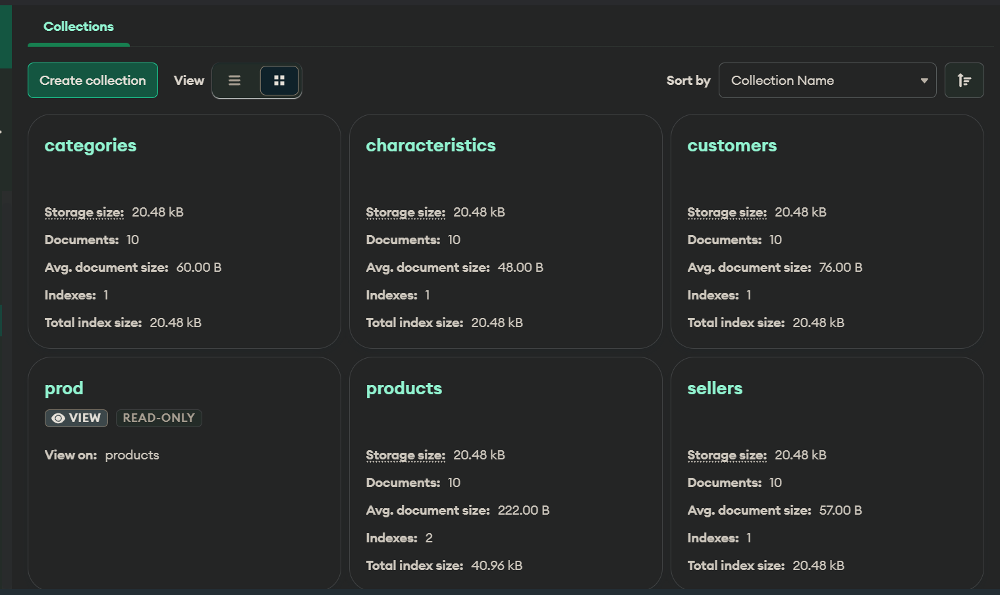 Collections
Create collection View Sort by Collection Name
categories
Storage size: 20.48 kB
Documents: 10
Avg. document size: 60.00 B
Indexes: 1
Total index size: 20.48 kB
characteristics
Storage size: 20.48 kB
Documents: 10
Avg. document size: 48.00 B
Indexes: 1
Total index size: 20.48 kB
customers
Storage size: 20.48 kB
Documents: 10
Avg. document size: 76.00 B
Indexes: 1
Total index size: 20.48 kB
prod
VIEW READ-ONLY
View on: products
products
Storage size: 20.48 kB
Documents: 10
Avg. document size: 222.00 B
Indexes: 2
Total index size: 40.96 kB
sellers
Storage size: 20.48 kB
Documents: 10
Avg. document size: 57.00 B
Indexes: 1
Total index size: 20.48 kB